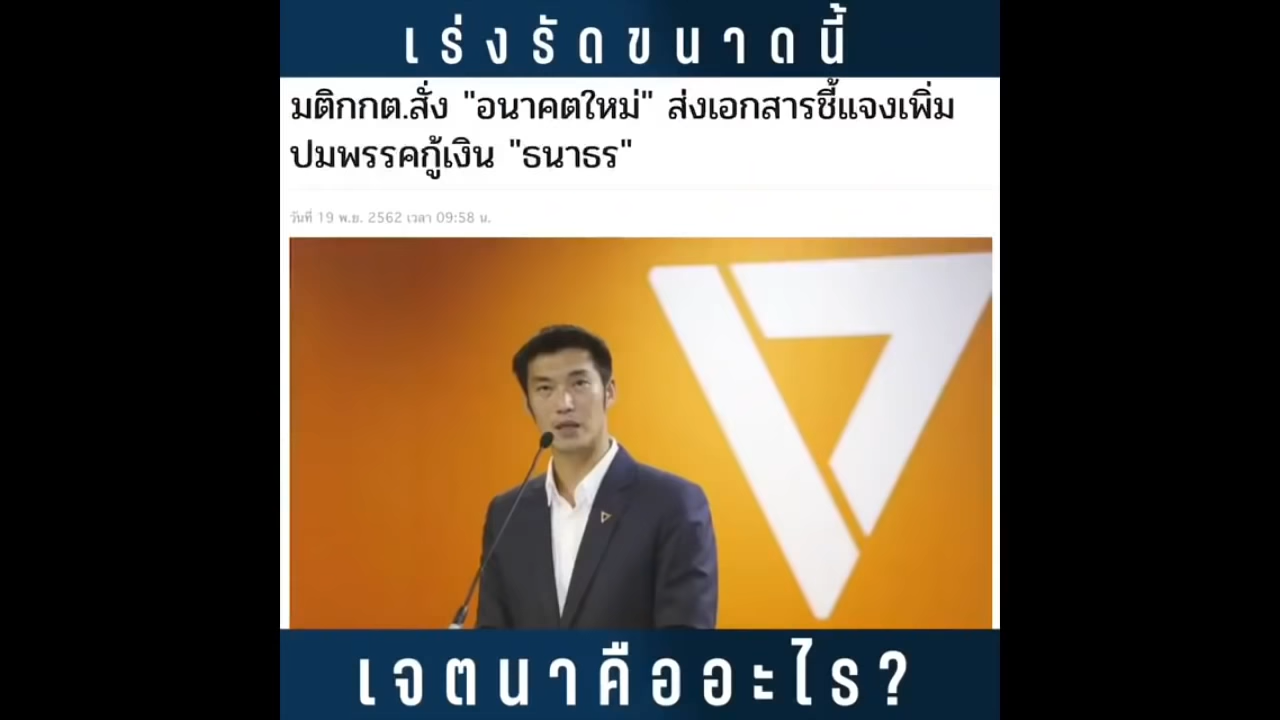 เร่งรัดขนาดนี้
มติกกต.สั่ง "อนาคตใหม่" ส่งเอกสารชี้แจงเพิ่ม
ปมพรรคกู้เงิน "ธนาธร"
วันที่ 19 พ.ย. 2562 เวลา 09:58 น.
เจตนาคืออะไร?